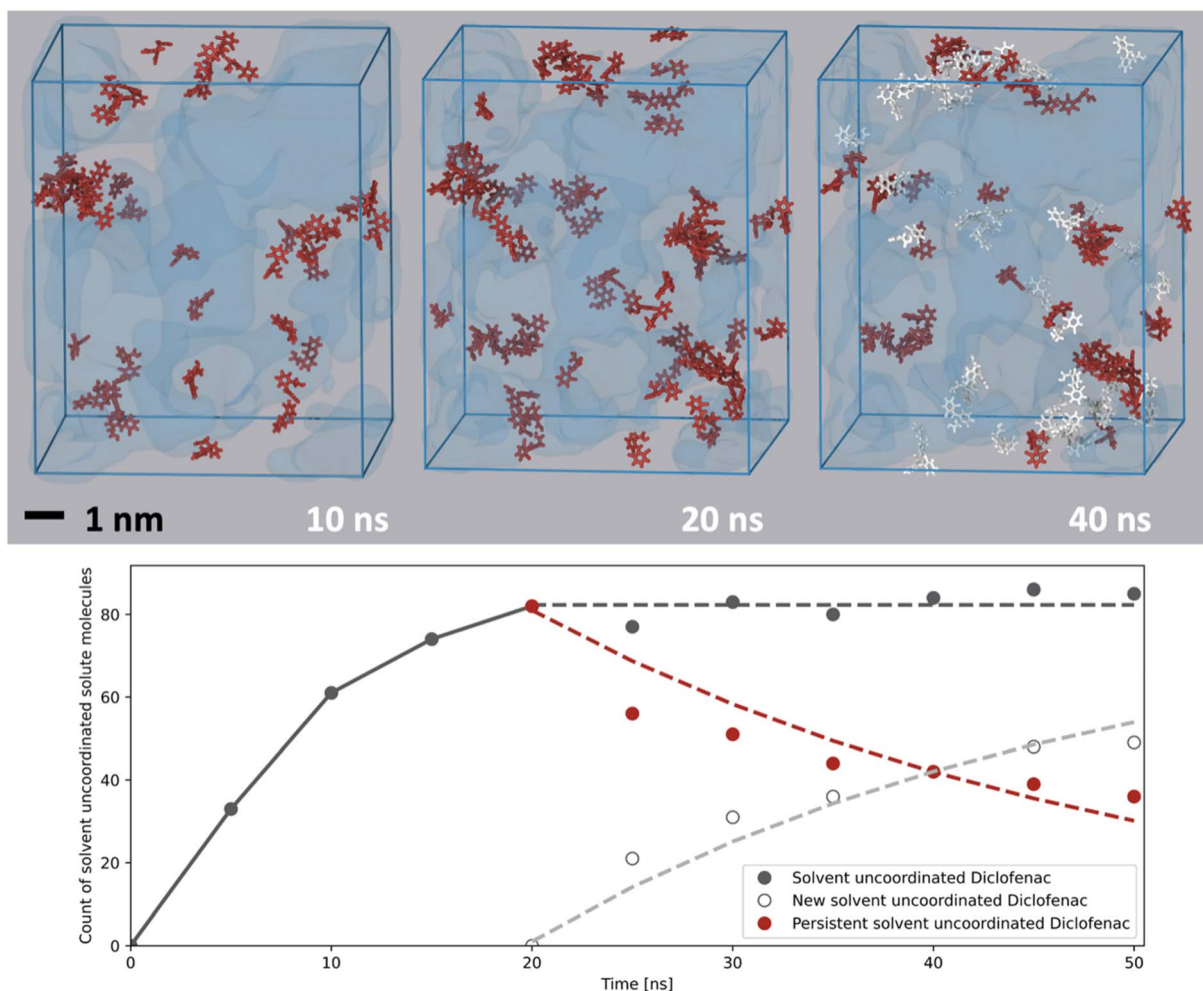 1 nm 10 ns 20 ns 40 ns
Count of solvent uncoordinated solute molecules
80
60
40
20
0
Solvent uncoordinated Diclofenac
New solvent uncoordinated Diclofenac
Persistent solvent uncoordinated Diclofenac
0 10 20 30 40 50
Time [ns]